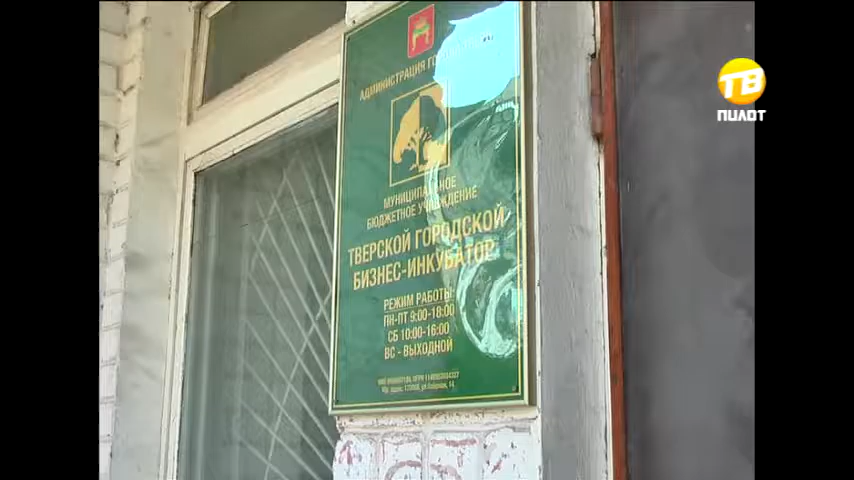 АДМИНИСТРАЦИЯ
МУНИЦИПАЛЬНОЕ
БЮДЖЕТНОЕ УЧРЕЖДЕНИЕ
ТВЕРСКОЙ ГОРОДСКОЙ
БИЗНЕС-ИНКУБАТОР
РЕЖИМ РАБОТЫ
ПН-ПТ 9:00-18:00
СБ 10:00-16:00
ВС - ВЫХОДНОЙ
ТВ
ПИЛОТ